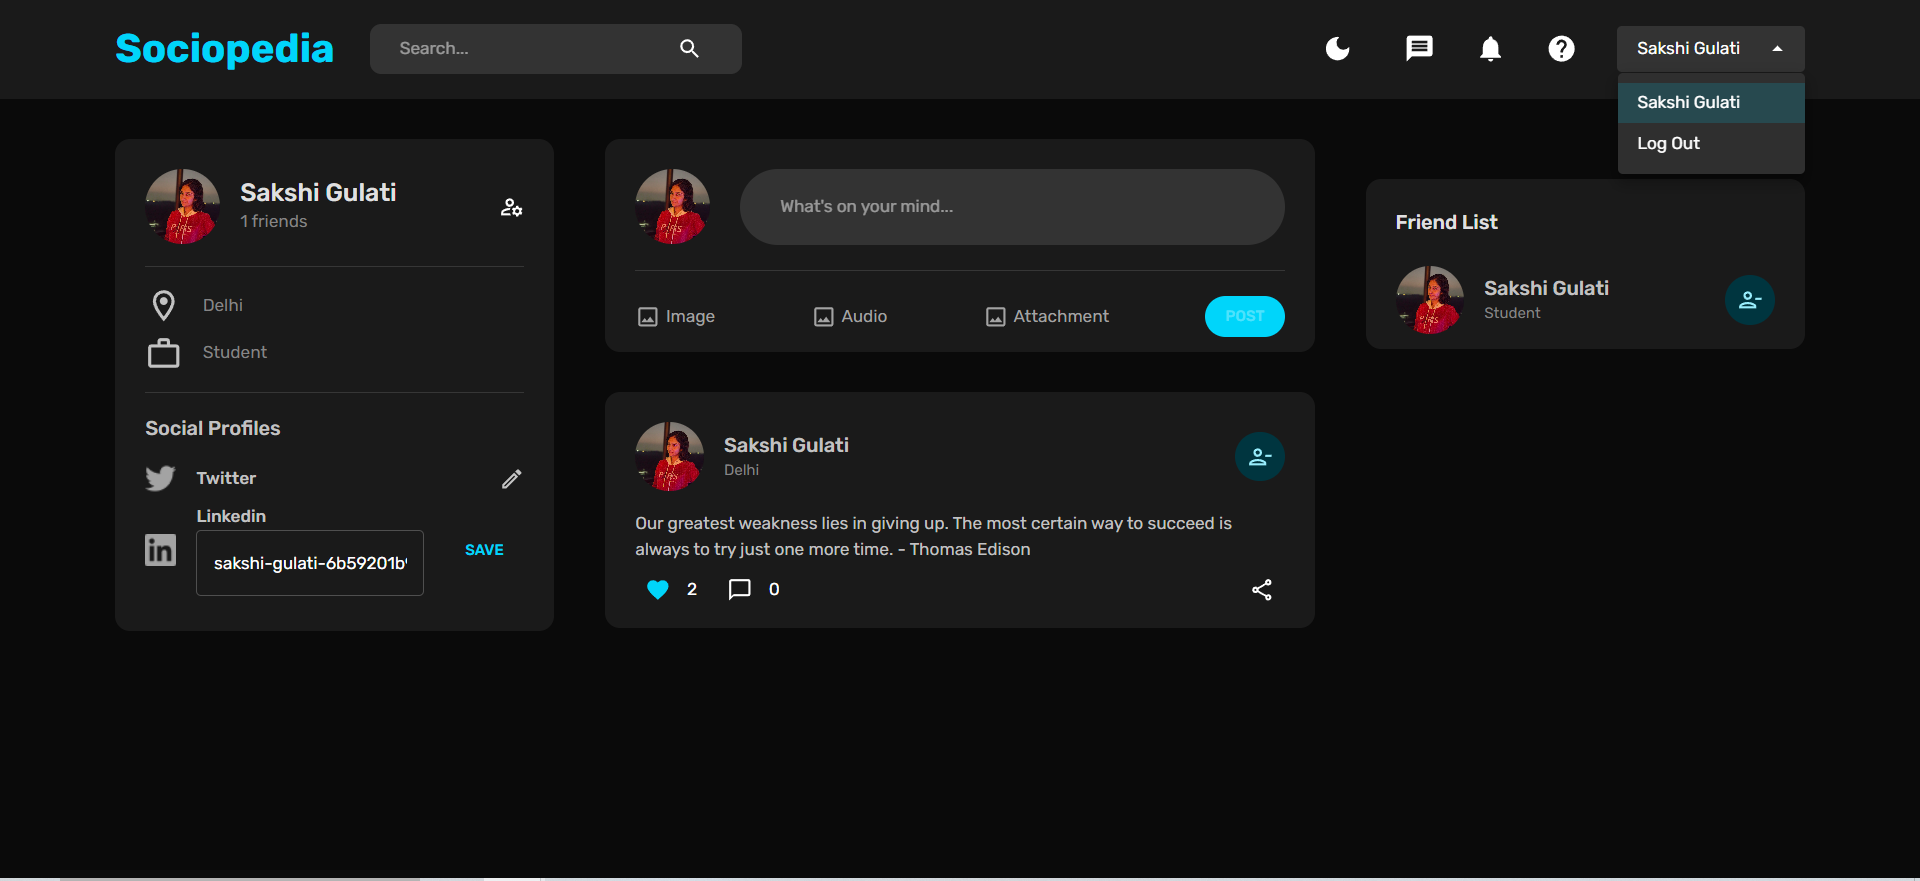 Sociopedia
Search...
Sakshi Gulati
Sakshi Gulati
Log Out
Sakshi Gulati
1 friends
Delhi
Student
Social Profiles
Twitter
Linkedin
sakshi-gulati-6b59201b
SAVE
What's on your mind...
Image
Audio
Attachment
POST
Sakshi Gulati
Delhi
Our greatest weakness lies in giving up. The most certain way to succeed is
always to try just one more time. - Thomas Edison
2
0
Friend List
Sakshi Gulati
Student